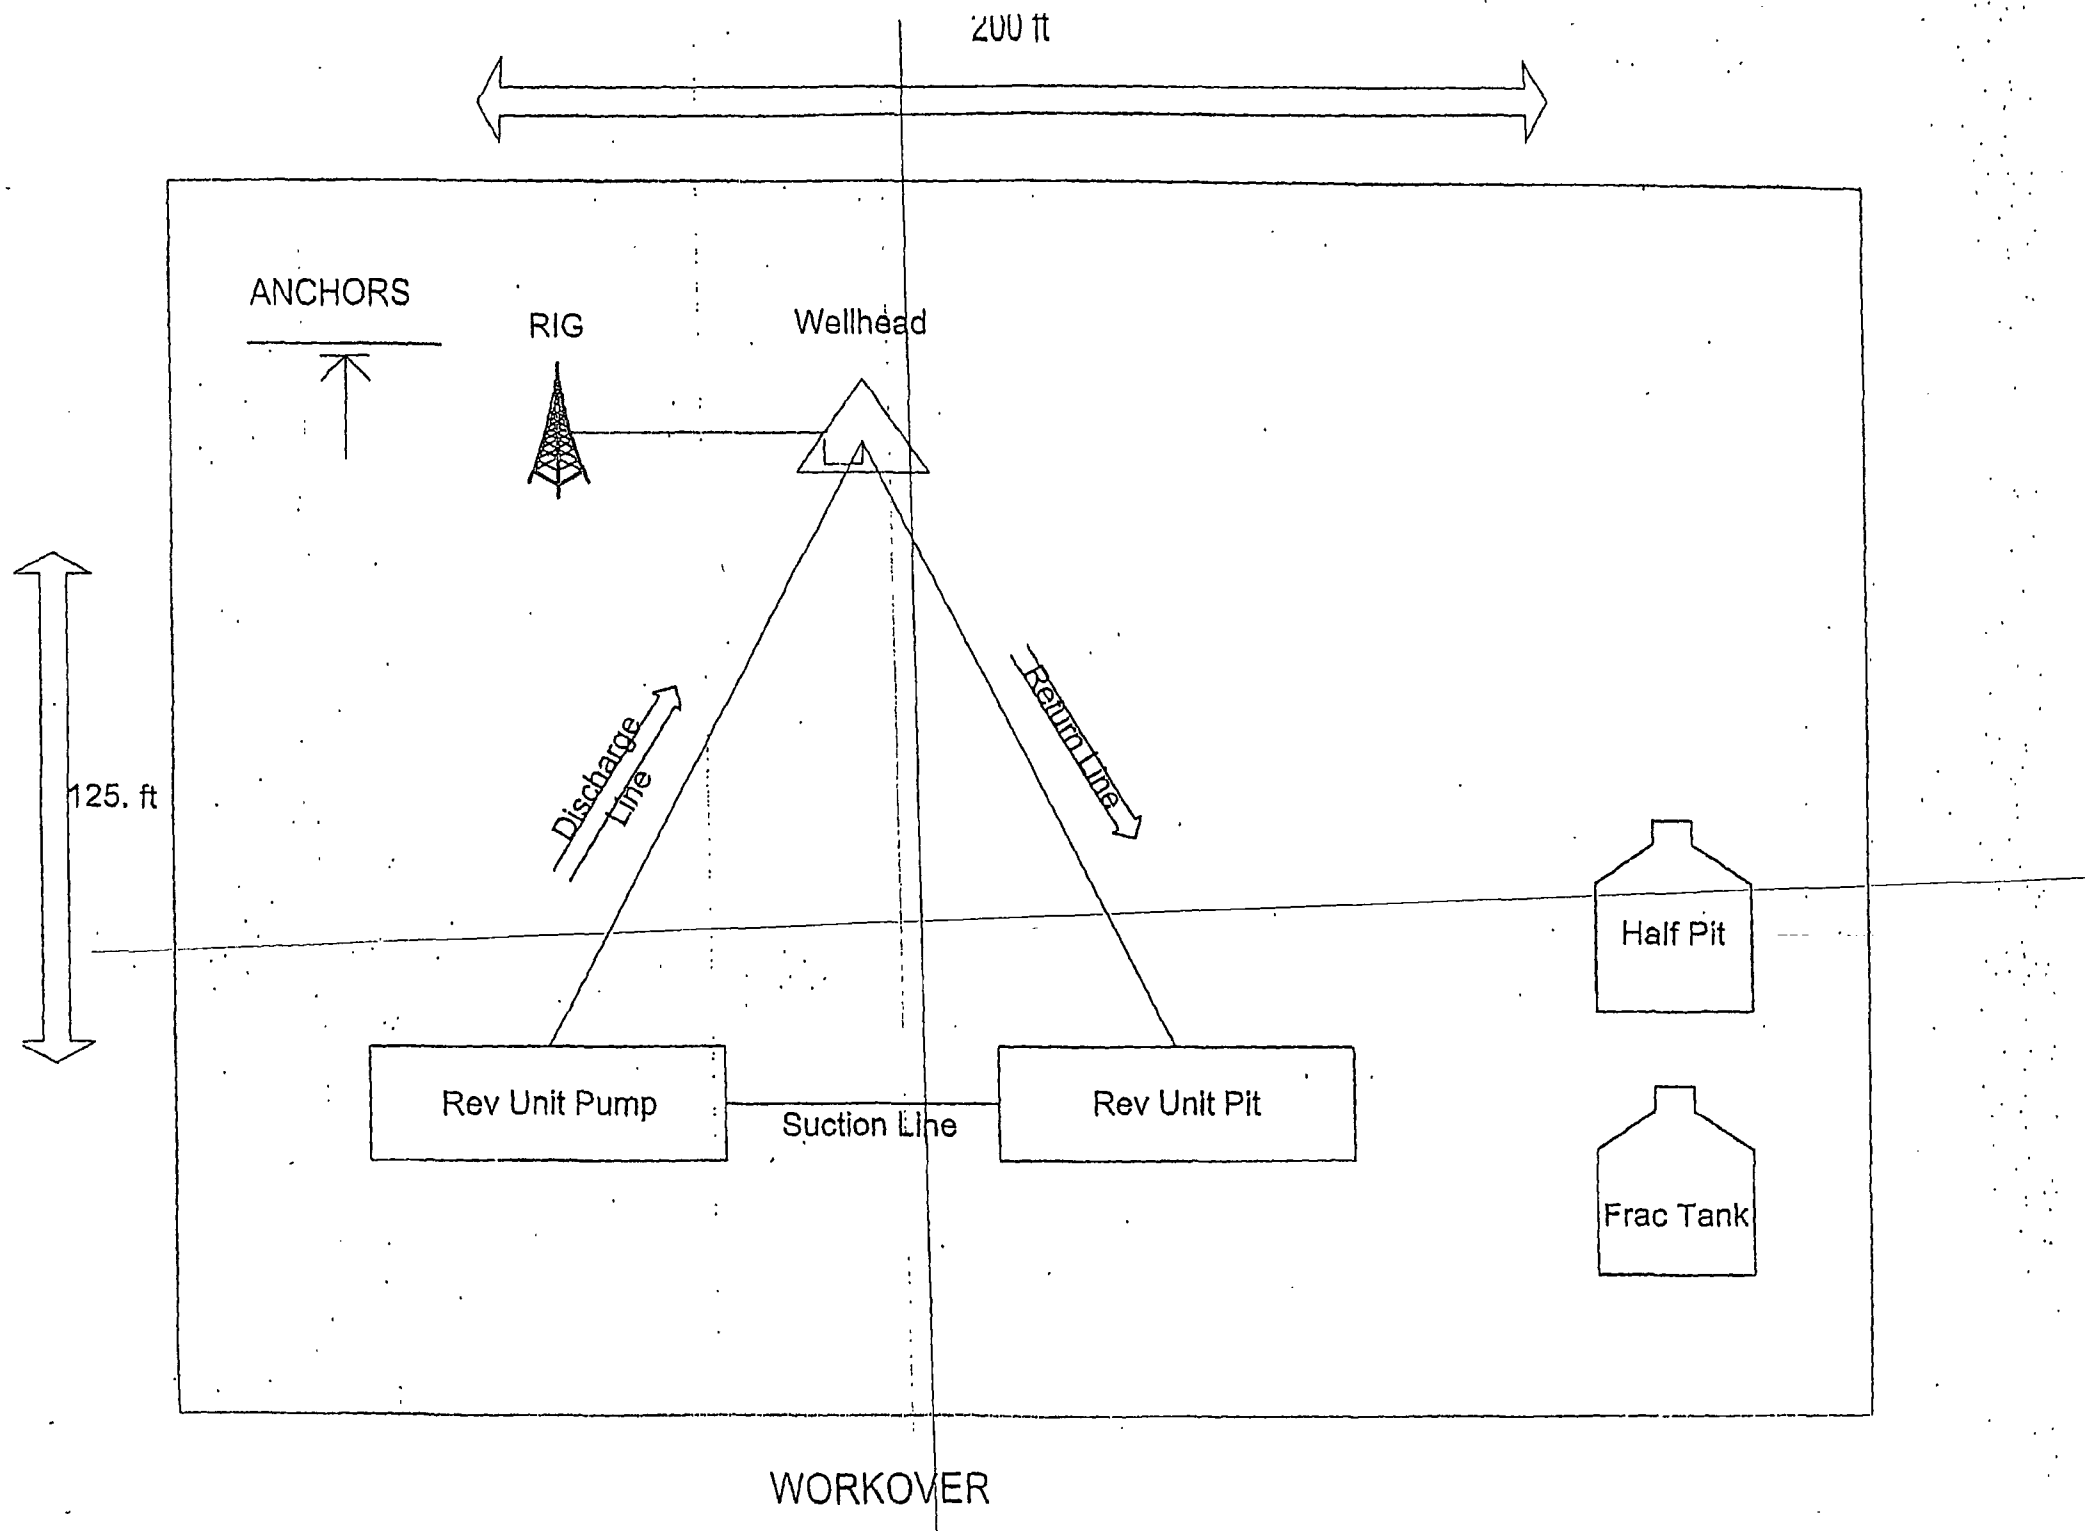 200 ft
ANCHORS
RIG
Wellhead
Discharge
Line
Return Line
125. ft
Half Pit
Rev Unit Pump
Suction Line
Rev Unit Pit
Frac Tank
WORKOVER